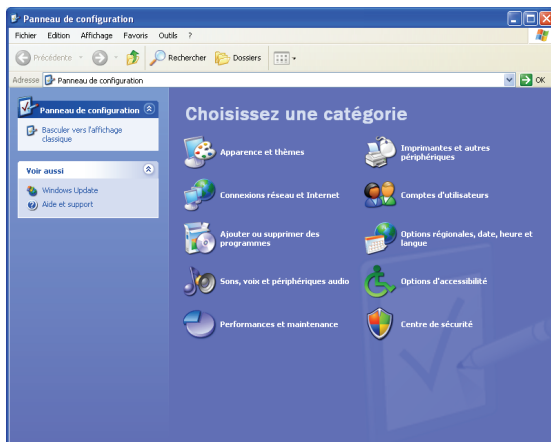 Panneau de configuration
Fichier Edition Affichage Favoris Outils ?
Précédente Rechercher Dossiers
Adresse Panneau de configuration OK
Panneau de configuration
Basculer vers l'affichage
classique
Voir aussi
Windows Update
Aide et support
Choisissez une catégorie
Apparence et thèmes
Imprimantes et autres
périphériques
Connexions réseau et Internet
Comptes d'utilisateurs
Ajouter ou supprimer des
programmes
Options régionales, date, heure et
langue
Sons, voix et périphériques audio
Options d'accessibilité
Performances et maintenance
Centre de sécurité